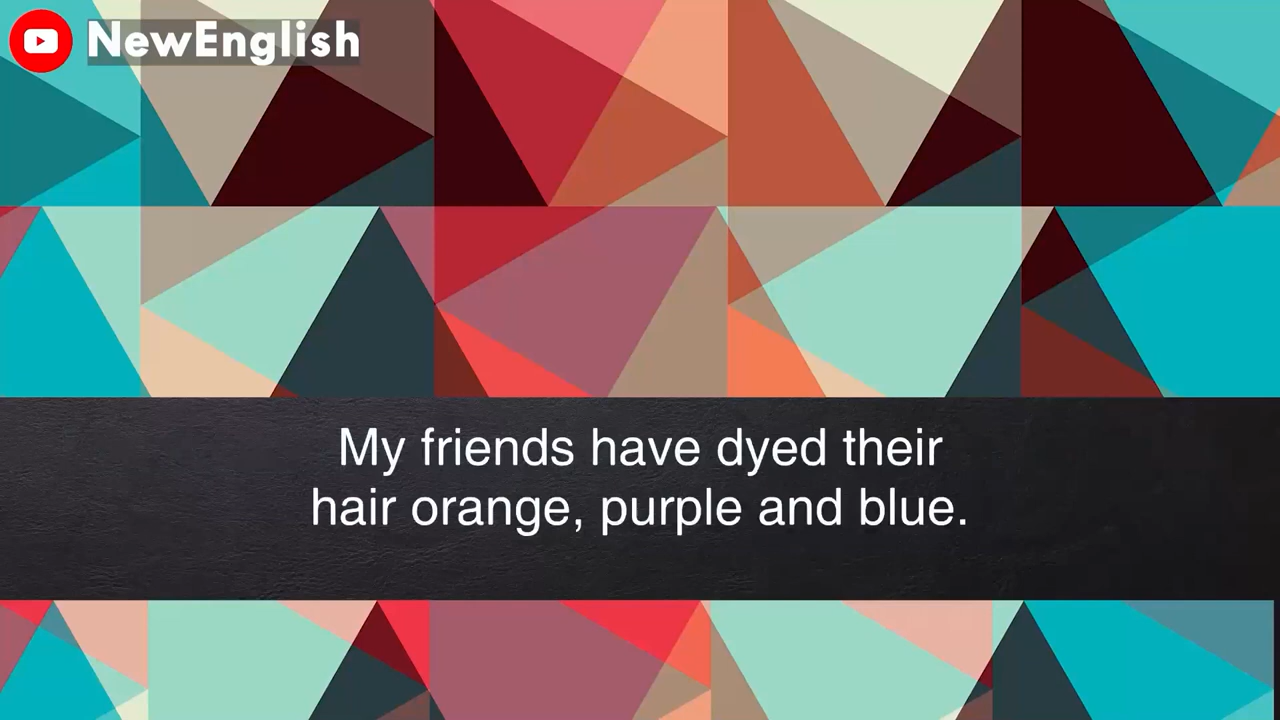 NewEnglish
My friends have dyed their
hair orange, purple and blue.